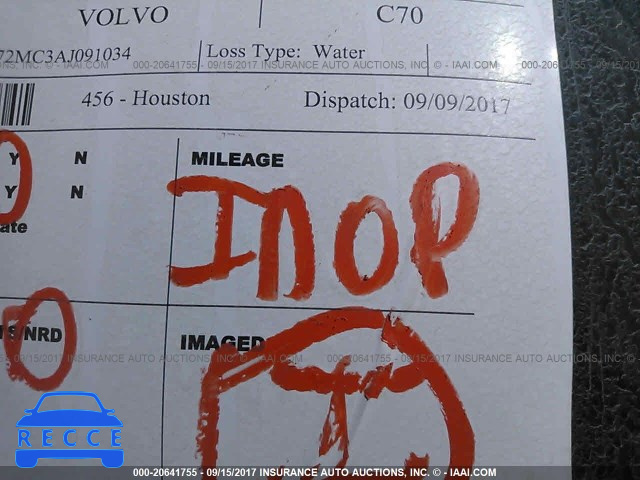 VOLVO C70
72MC3AJ091034 Loss Type: Water
000-20641755 - 09/15/2017 INSURANCE AUTO AUCTIONS, INC. © - IAAI.COM
456 - Houston Dispatch: 09/09/2017
Y N MILEAGE
Y N
ate
INOP
/NRD IMAGED
000-20641755 - 09/15/2017 INSURANCE AUTO AUCTIONS, INC. © - IAAI.COM
RECCE
000-20641755 - 09/15/2017 INSURANCE AUTO AUCTIONS, INC. © - IAAI.COM